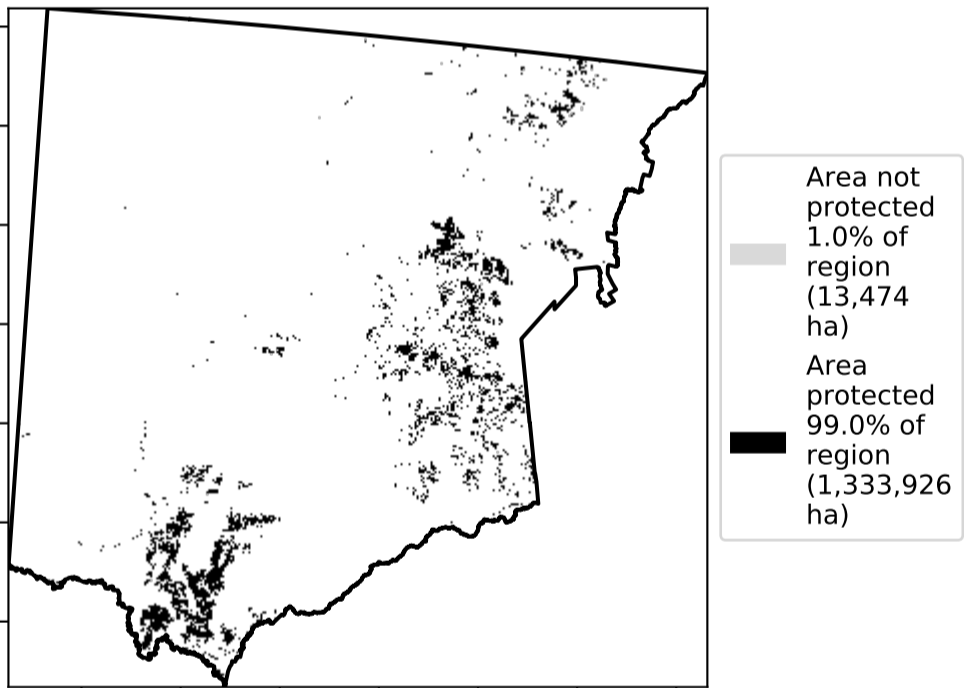 Area not
protected
1.0% of
region
(13,474
ha)
Area
protected
99.0% of
region
(1,333,926
ha)